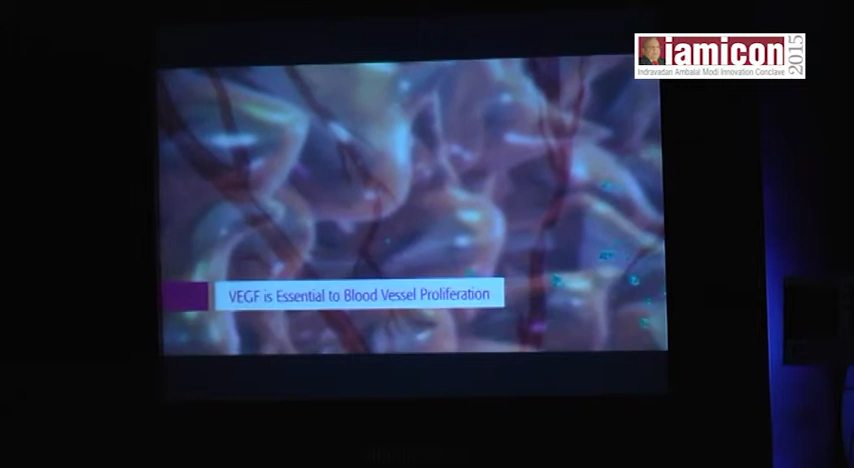 iamicon
2015
Indravadan Ambalal Modi Innovation Conclave
VEGF is Essential to Blood Vessel Proliferation